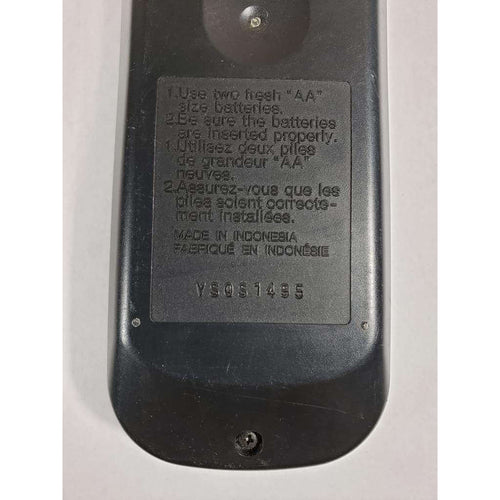 1.Use two fresh "AA"
size batteries.
2.Be sure the batteries
are inserted properly.
1.Utilisez deux piles
de grandeur "AA"
neuves.
2.Assurez-vous que les
piles soient correcte-
ment installées.
MADE IN INDONESIA
FABRIQUÉ EN INDONÉSIE
YSQS1495